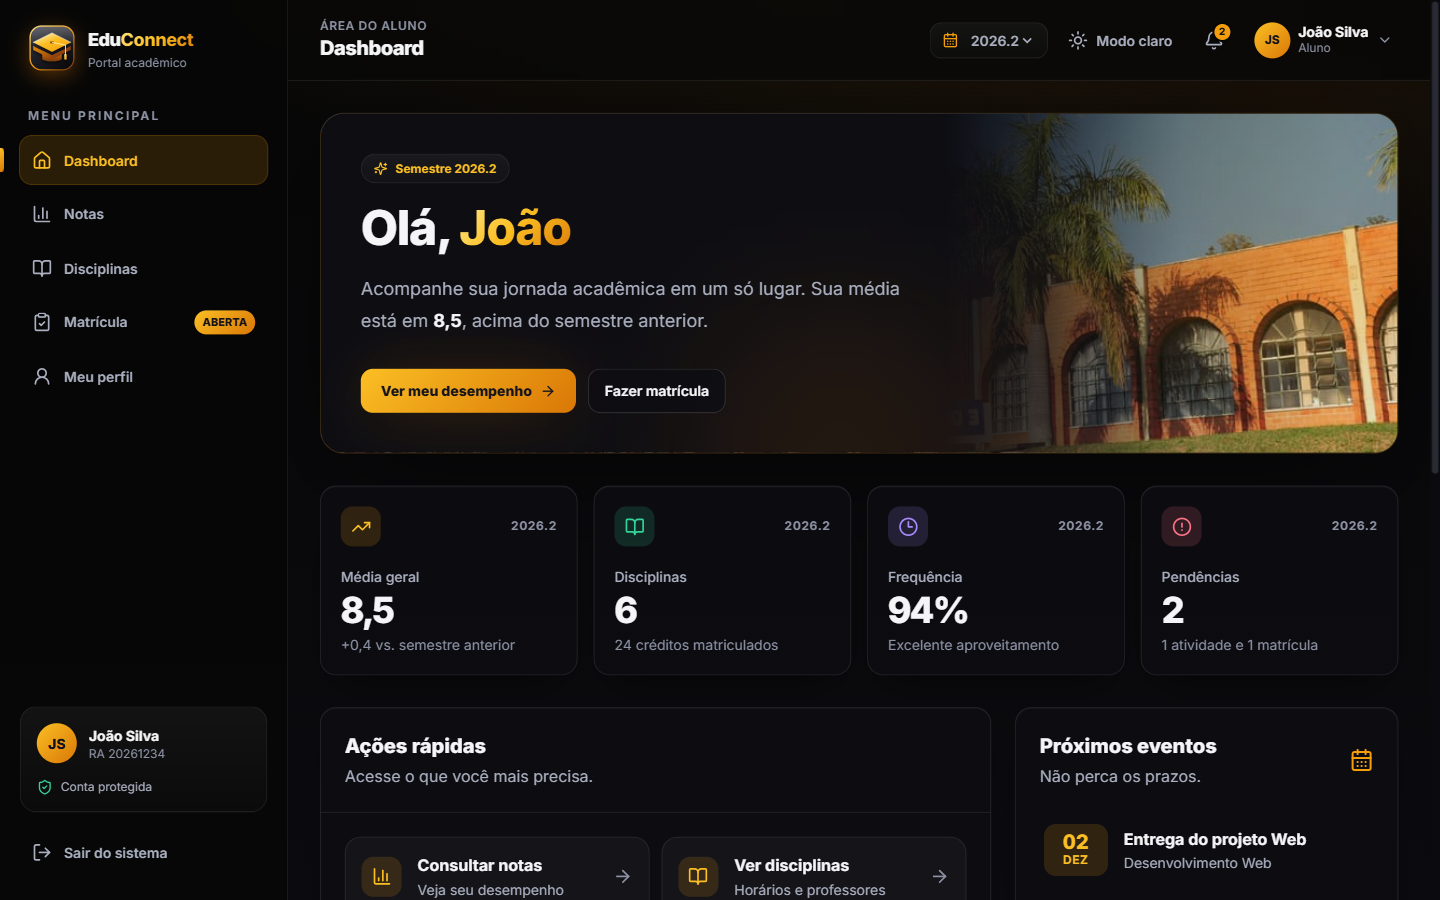 EduConnect
Portal acadêmico
MENU PRINCIPAL
Dashboard
Notas
Disciplinas
Matrícula
ABERTA
Meu perfil
JS
João Silva
RA 20261234
Conta protegida
Sair do sistema
ÁREA DO ALUNO
Dashboard
2026.2
Modo claro
2
JS
João Silva
Aluno
Semestre 2026.2
Olá, João
Acompanhe sua jornada acadêmica em um só lugar. Sua média
está em 8,5, acima do semestre anterior.
Ver meu desempenho
Fazer matrícula
2026.2
Média geral
8,5
+0,4 vs. semestre anterior
2026.2
Disciplinas
6
24 créditos matriculados
2026.2
Frequência
94%
Excelente aproveitamento
2026.2
Pendências
2
1 atividade e 1 matrícula
Ações rápidas
Acesse o que você mais precisa.
Consultar notas
Veja seu desempenho
Ver disciplinas
Horários e professores
Próximos eventos
Não perca os prazos.
02
DEZ
Entrega do projeto Web
Desenvolvimento Web